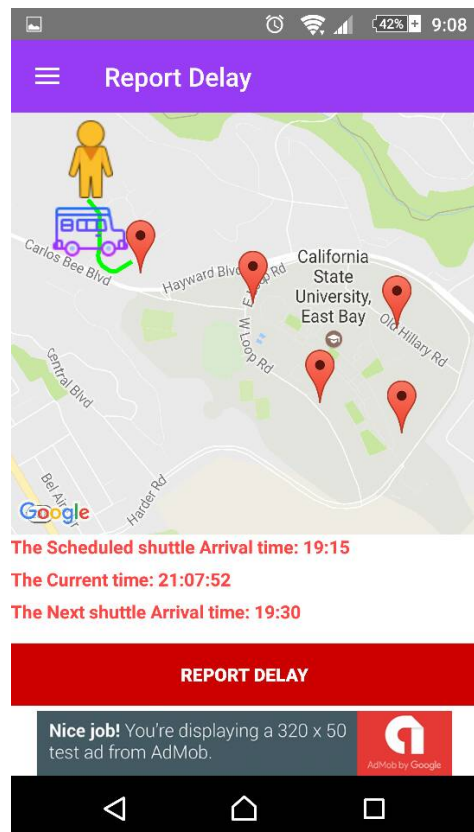 42% 9:08
Report Delay
California
State
University,
East Bay
Carlos Bee Blvd
Hayward Blvd
E Loop Rd
W Loop Rd
Old Hillary Rd
Central Blvd
Harder Rd
Google
The Scheduled shuttle Arrival time: 19:15
The Current time: 21:07:52
The Next shuttle Arrival time: 19:30
REPORT DELAY
Nice job! You're displaying a 320 x 50
test ad from AdMob.
AdMob by Google